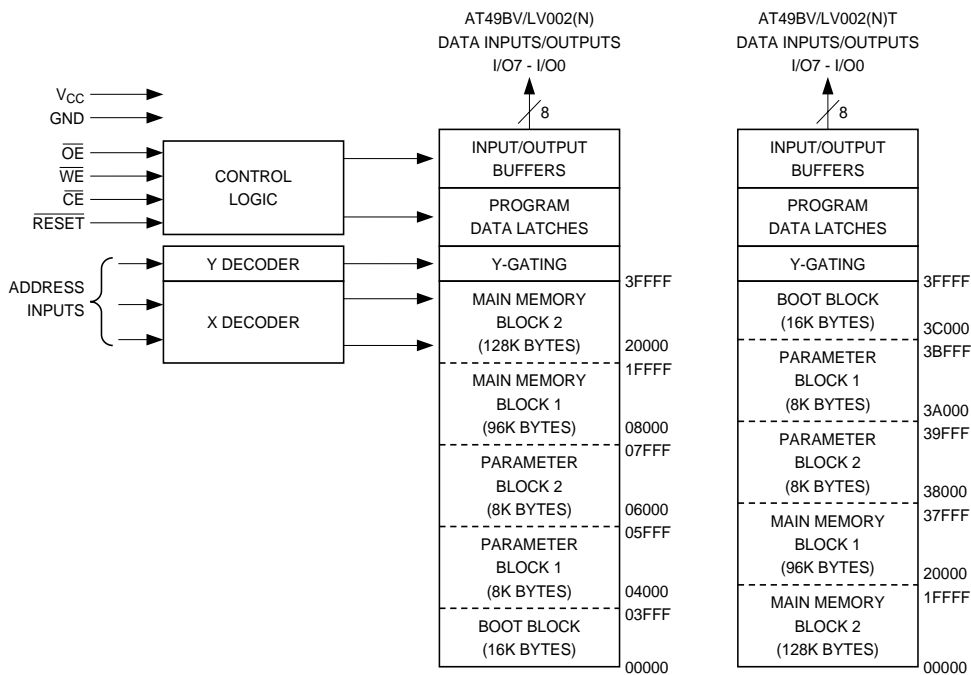 AT49BV/LV002(N)
DATA INPUTS/OUTPUTS
I/O7 - I/O0
8
AT49BV/LV002(N)T
DATA INPUTS/OUTPUTS
I/O7 - I/O0
8
VCC
GND
OE
WE
CE
RESET
CONTROL
LOGIC
ADDRESS
INPUTS
Y DECODER
X DECODER
INPUT/OUTPUT
BUFFERS
PROGRAM
DATA LATCHES
Y-GATING
3FFFF
MAIN MEMORY
BLOCK 2
(128K BYTES)
20000
1FFFF
MAIN MEMORY
BLOCK 1
(96K BYTES)
08000
07FFF
PARAMETER
BLOCK 2
(8K BYTES)
06000
05FFF
PARAMETER
BLOCK 1
(8K BYTES)
04000
03FFF
BOOT BLOCK
(16K BYTES)
00000
INPUT/OUTPUT
BUFFERS
PROGRAM
DATA LATCHES
Y-GATING
3FFFF
BOOT BLOCK
(16K BYTES)
3C000
3BFFF
PARAMETER
BLOCK 1
(8K BYTES)
3A000
39FFF
PARAMETER
BLOCK 2
(8K BYTES)
38000
37FFF
MAIN MEMORY
BLOCK 1
(96K BYTES)
20000
1FFFF
MAIN MEMORY
BLOCK 2
(128K BYTES)
00000